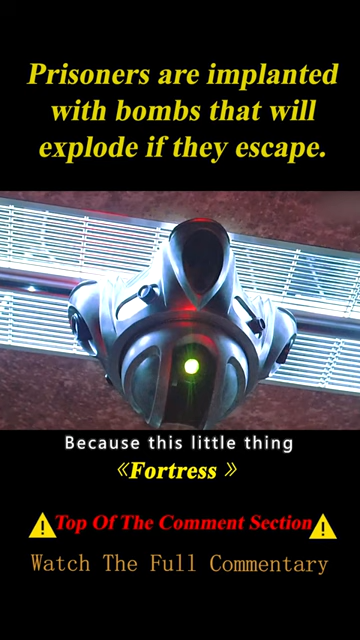 Prisoners are implanted
with bombs that will
explode if they escape.
Because this little thing
《Fortress》
Top Of The Comment Section
Watch The Full Commentary